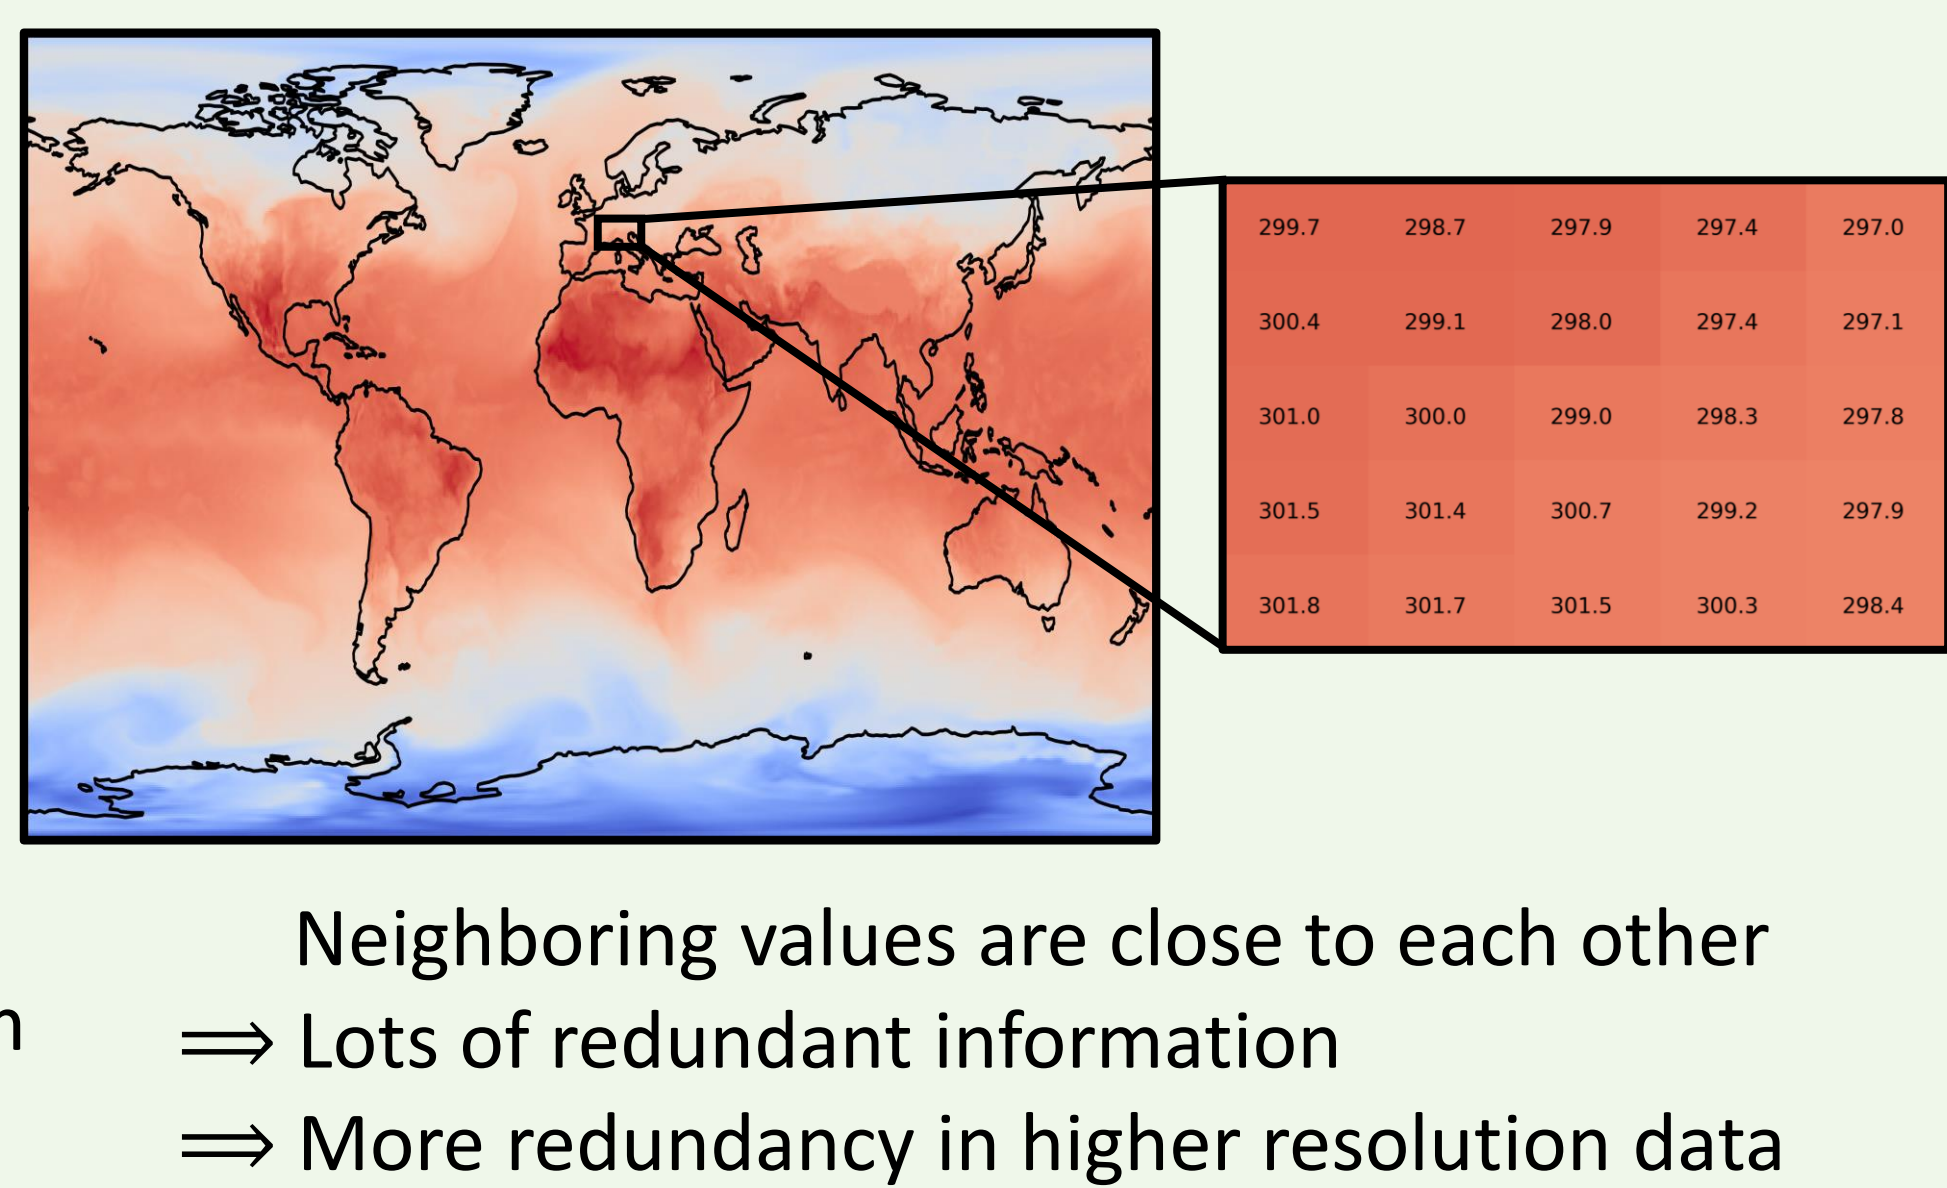 299.7 298.7 297.9 297.4 297.0
300.4 299.1 298.0 297.4 297.1
301.0 300.0 299.0 298.3 297.8
301.5 301.4 300.7 299.2 297.9
301.8 301.7 301.5 300.3 298.4
Neighboring values are close to each other
⟹ Lots of redundant information
⟹ More redundancy in higher resolution data